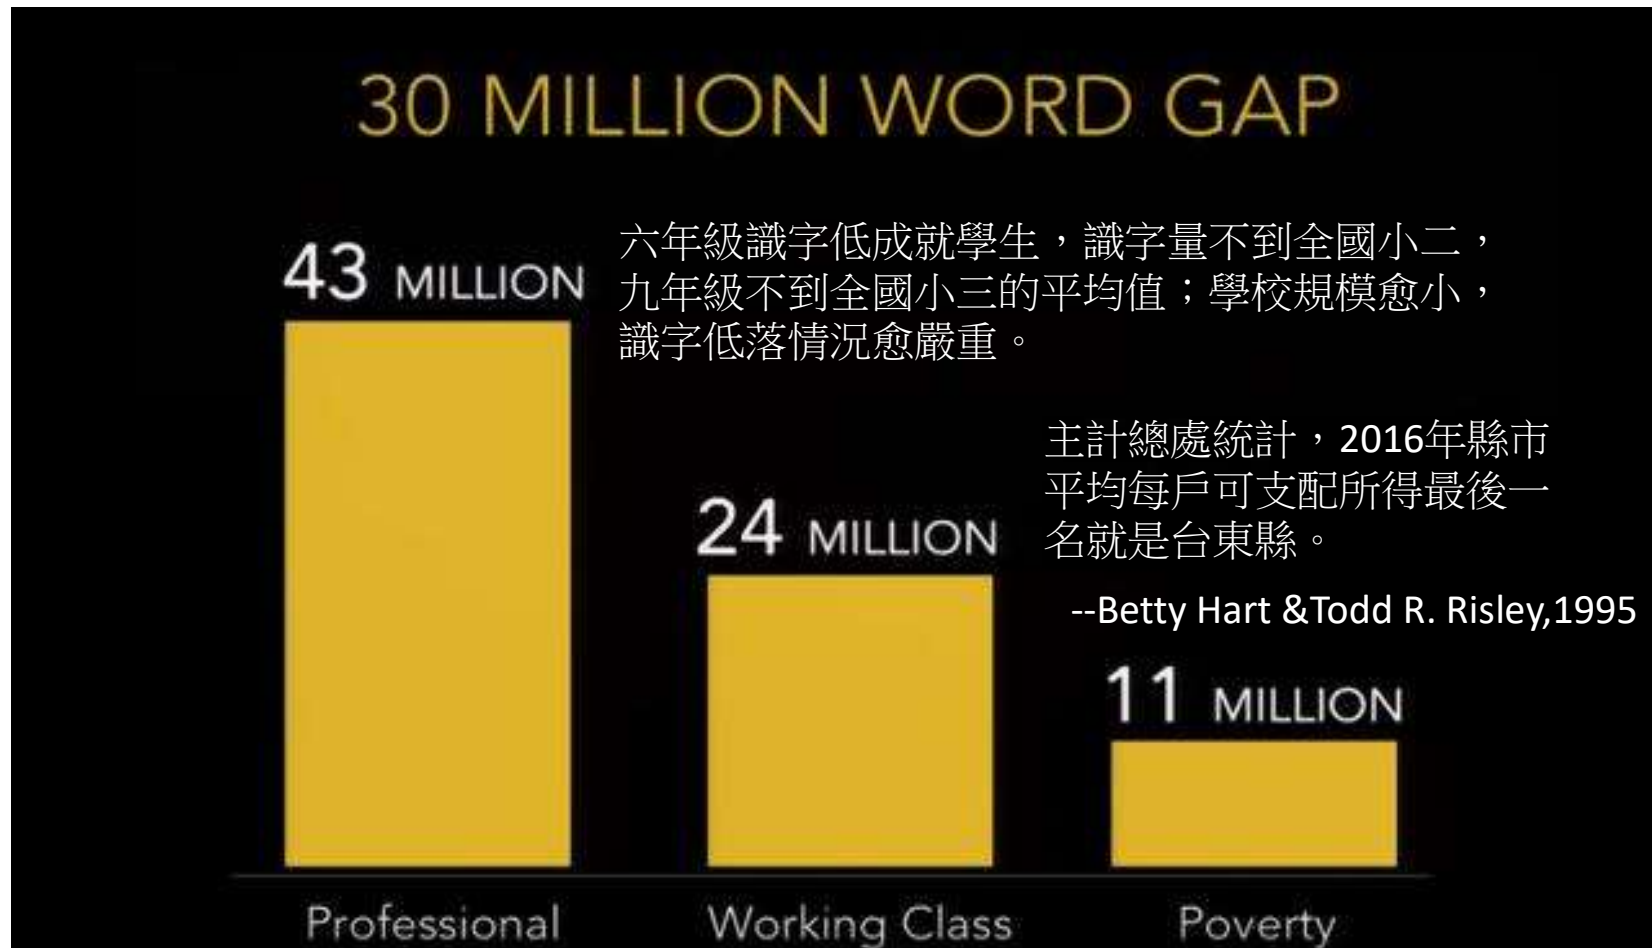 30 MILLION WORD GAP
43 MILLION
六年級識字低成就學生，識字量不到全國小二，
九年級不到全國小三的平均值；學校規模愈小，
識字低落情況愈嚴重。
24 MILLION
主計總處統計，2016年縣市
平均每戶可支配所得最後一
名就是台東縣。
--Betty Hart &Todd R. Risley,1995
11 MILLION
Professional
Working Class
Poverty